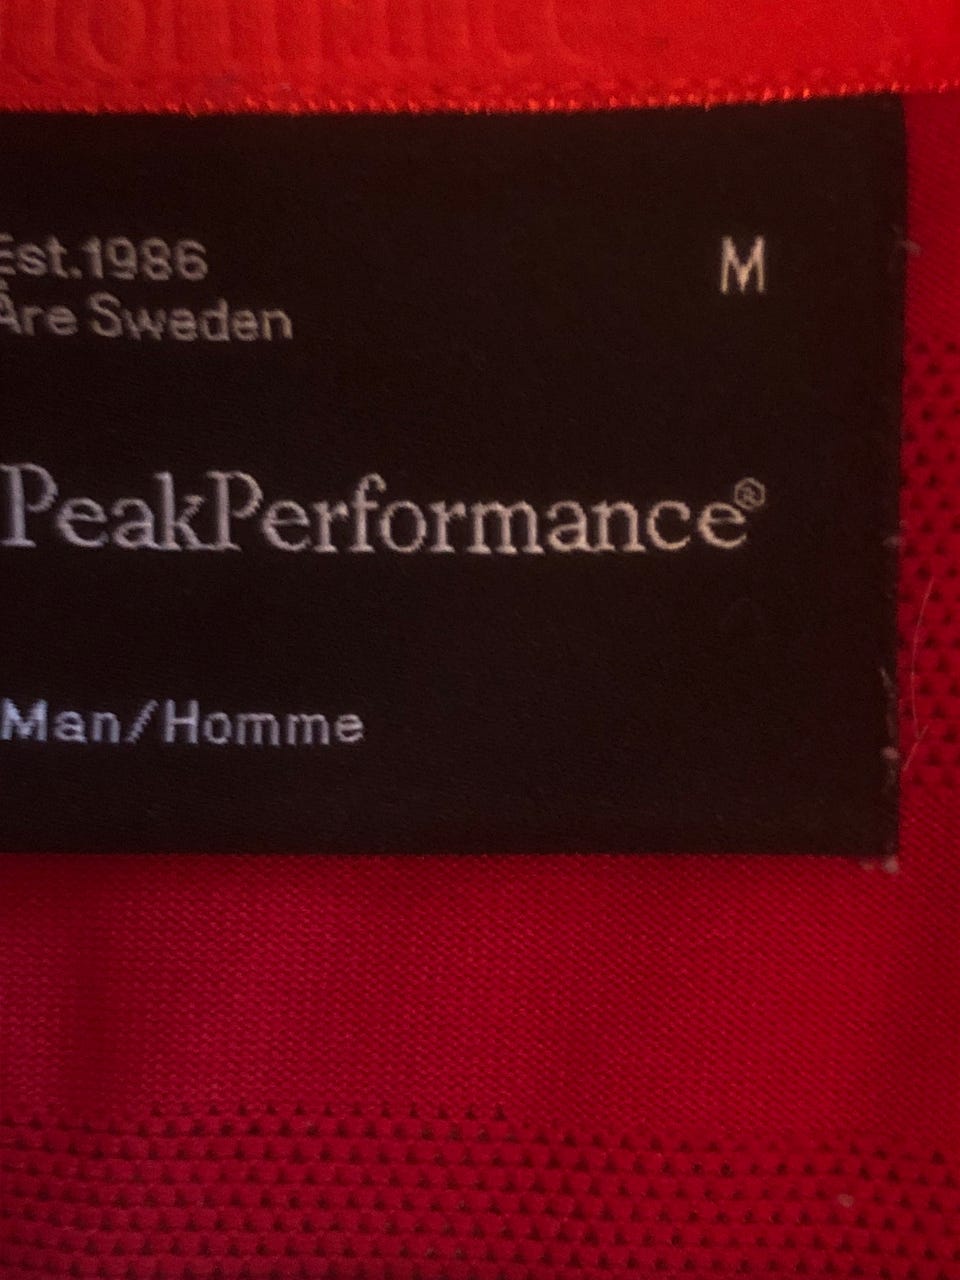 Est.1986
M
Åre Sweden
PeakPerformance®
Man/Homme